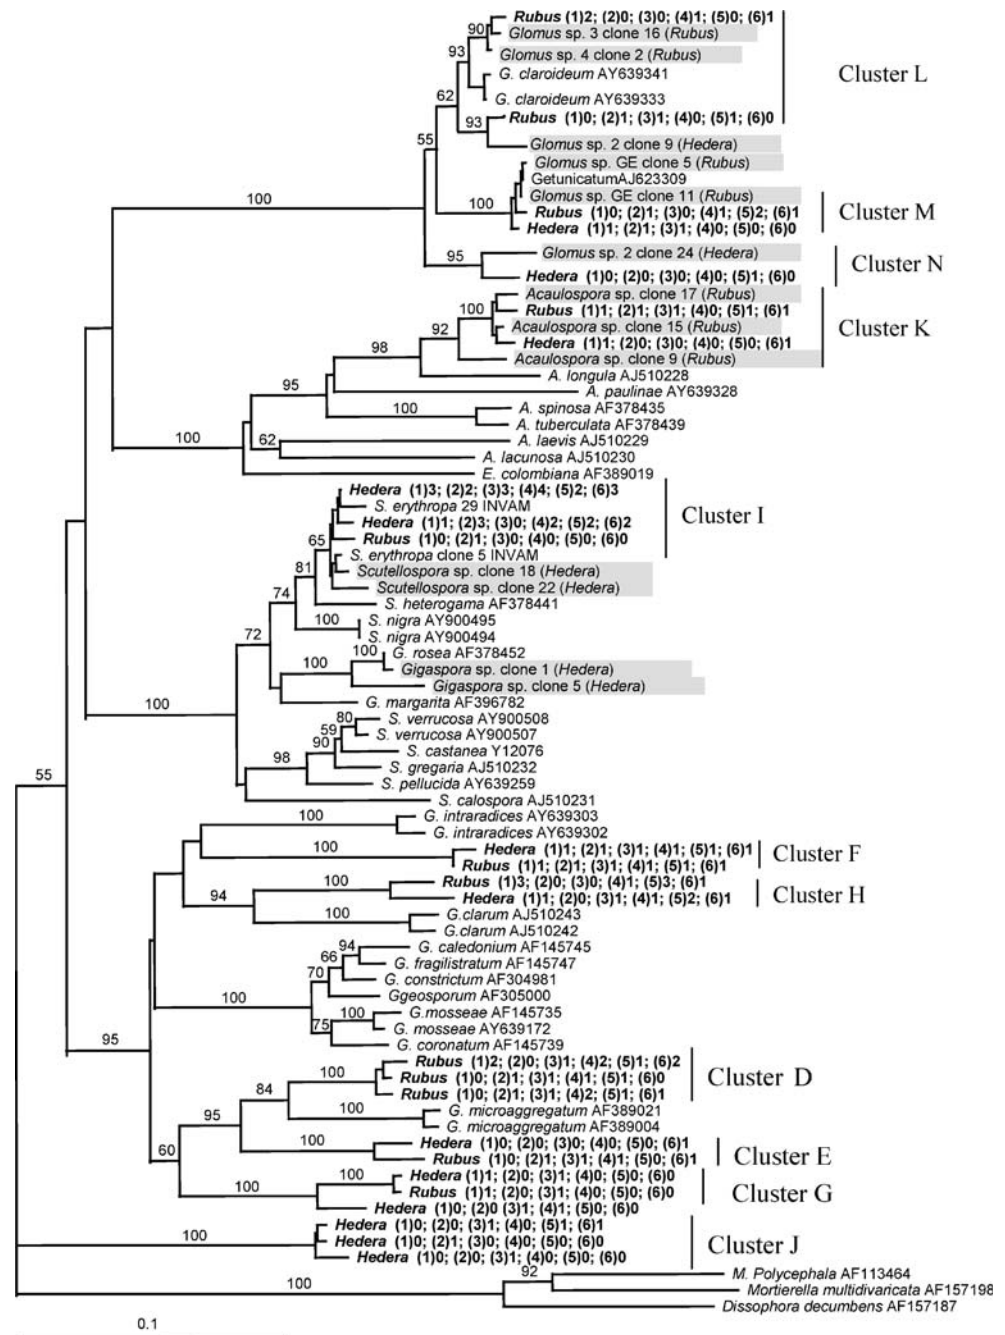 Rubus (1)2; (2)0; (3)0; (4)1; (5)0; (6)1
90
Glomus sp. 3 clone 16 (Rubus)
93
Glomus sp. 4 clone 2 (Rubus)
G. claroideum AY639341
Cluster L
62
G. claroideum AY639333
Rubus (1)0; (2)1; (3)1; (4)0; (5)1; (6)0
93
55
Glomus sp. 2 clone 9 (Hedera)
Glomus sp. GE clone 5 (Rubus)
GetunicatumAJ623309
Glomus sp. GE clone 11 (Rubus)
100
100
Rubus (1)0; (2)1; (3)0; (4)1; (5)2; (6)1
Cluster M
Hedera (1)1; (2)1; (3)1; (4)0; (5)0; (6)0
95
Glomus sp. 2 clone 24 (Hedera)
Cluster N
Hedera (1)0; (2)0; (3)0; (4)0; (5)1; (6)0
Acaulospora sp. clone 17 (Rubus)
100
Rubus (1)1; (2)1; (3)1; (4)0; (5)1; (6)1
92
Acaulospora sp. clone 15 (Rubus)
Cluster K
Hedera (1)1; (2)0; (3)0; (4)0; (5)0; (6)1
98
Acaulospora sp. clone 9 (Rubus)
A. longula AJ510228
95
A. paulinae AY639328
100
A. spinosa AF378435
A. tuberculata AF378439
100
62
A. laevis AJ510229
A. lacunosa AJ510230
E. colombiana AF389019
Hedera (1)3; (2)2; (3)3; (4)4; (5)2; (6)3
S. erythropa 29 INVAM
Cluster I
Hedera (1)1; (2)3; (3)0; (4)2; (5)2; (6)2
65
Rubus (1)0; (2)1; (3)0; (4)0; (5)0; (6)0
S. erythropa clone 5 INVAM
81
Scutellospora sp. clone 18 (Hedera)
Scutellospora sp. clone 22 (Hedera)
74
S. heterogama AF378441
100
S. nigra AY900495
72
S. nigra AY900494
100
G. rosea AF378452
100
Gigaspora sp. clone 1 (Hedera)
Gigaspora sp. clone 5 (Hedera)
G. margarita AF396782
100
80
S. verrucosa AY900508
59
S. verrucosa AY900507
90
S. castanea Y12076
98
S. gregaria AJ510232
55
S. pellucida AY639259
S. calospora AJ510231
100
G. intraradices AY639303
G. intraradices AY639302
100
Hedera (1)1; (2)1; (3)1; (4)1; (5)1; (6)1
Cluster F
Rubus (1)1; (2)1; (3)1; (4)1; (5)1; (6)1
100
Rubus (1)3; (2)0; (3)0; (4)1; (5)3; (6)1
Cluster H
94
Hedera (1)1; (2)0; (3)1; (4)1; (5)2; (6)1
100
G.clarum AJ510243
G.clarum AJ510242
94
G. caledonium AF145745
66
G. fragilistratum AF145747
70
G. constrictum AF304981
100
Ggeosporum AF305000
100
G.mosseae AF145735
75
G. mosseae AY639172
95
G. coronatum AF145739
Rubus (1)2; (2)0; (3)1; (4)2; (5)1; (6)2
100
Rubus (1)0; (2)1; (3)1; (4)1; (5)1; (6)0
Cluster D
84
Rubus (1)0; (2)1; (3)1; (4)2; (5)1; (6)1
95
100
G. microaggregatum AF389021
G. microaggregatum AF389004
100
Hedera (1)0; (2)0; (3)0; (4)0; (5)0; (6)1
60
Rubus (1)0; (2)1; (3)1; (4)1; (5)0; (6)1
Cluster E
Hedera (1)1; (2)0; (3)1; (4)0; (5)0; (6)0
100
Rubus (1)1; (2)0; (3)1; (4)0; (5)0; (6)0
Cluster G
Hedera (1)0; (2)0 (3)1; (4)1; (5)0; (6)0
Hedera (1)0; (2)0; (3)1; (4)0; (5)1; (6)1
100
Hedera (1)0; (2)1; (3)0; (4)0; (5)0; (6)0
Cluster J
Hedera (1)0; (2)0; (3)1; (4)0; (5)0; (6)0
92
M. Polycephala AF113464
100
Mortierella multidivaricata AF157198
Dissophora decumbens AF157187
0.1